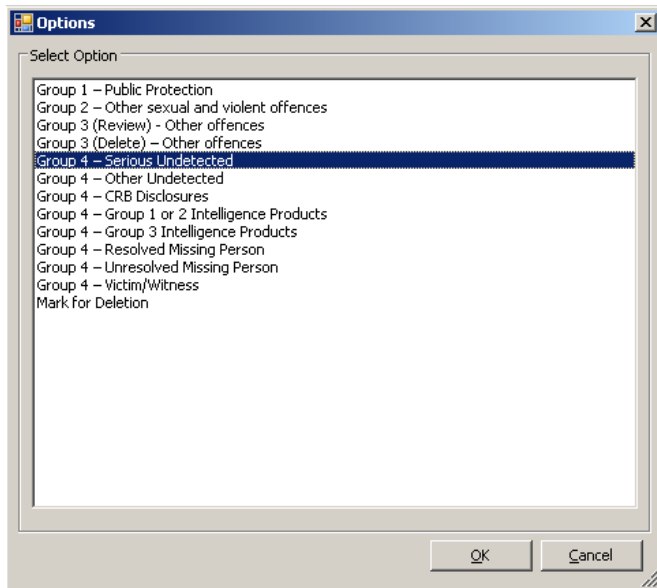 Options
Select Option
Group 1 – Public Protection
Group 2 – Other sexual and violent offences
Group 3 (Review) - Other offences
Group 3 (Delete) – Other offences
Group 4 – Serious Undetected
Group 4 – Other Undetected
Group 4 – CRB Disclosures
Group 4 – Group 1 or 2 Intelligence Products
Group 4 – Group 3 Intelligence Products
Group 4 – Resolved Missing Person
Group 4 – Unresolved Missing Person
Group 4 – Victim/Witness
Mark for Deletion
OK Cancel